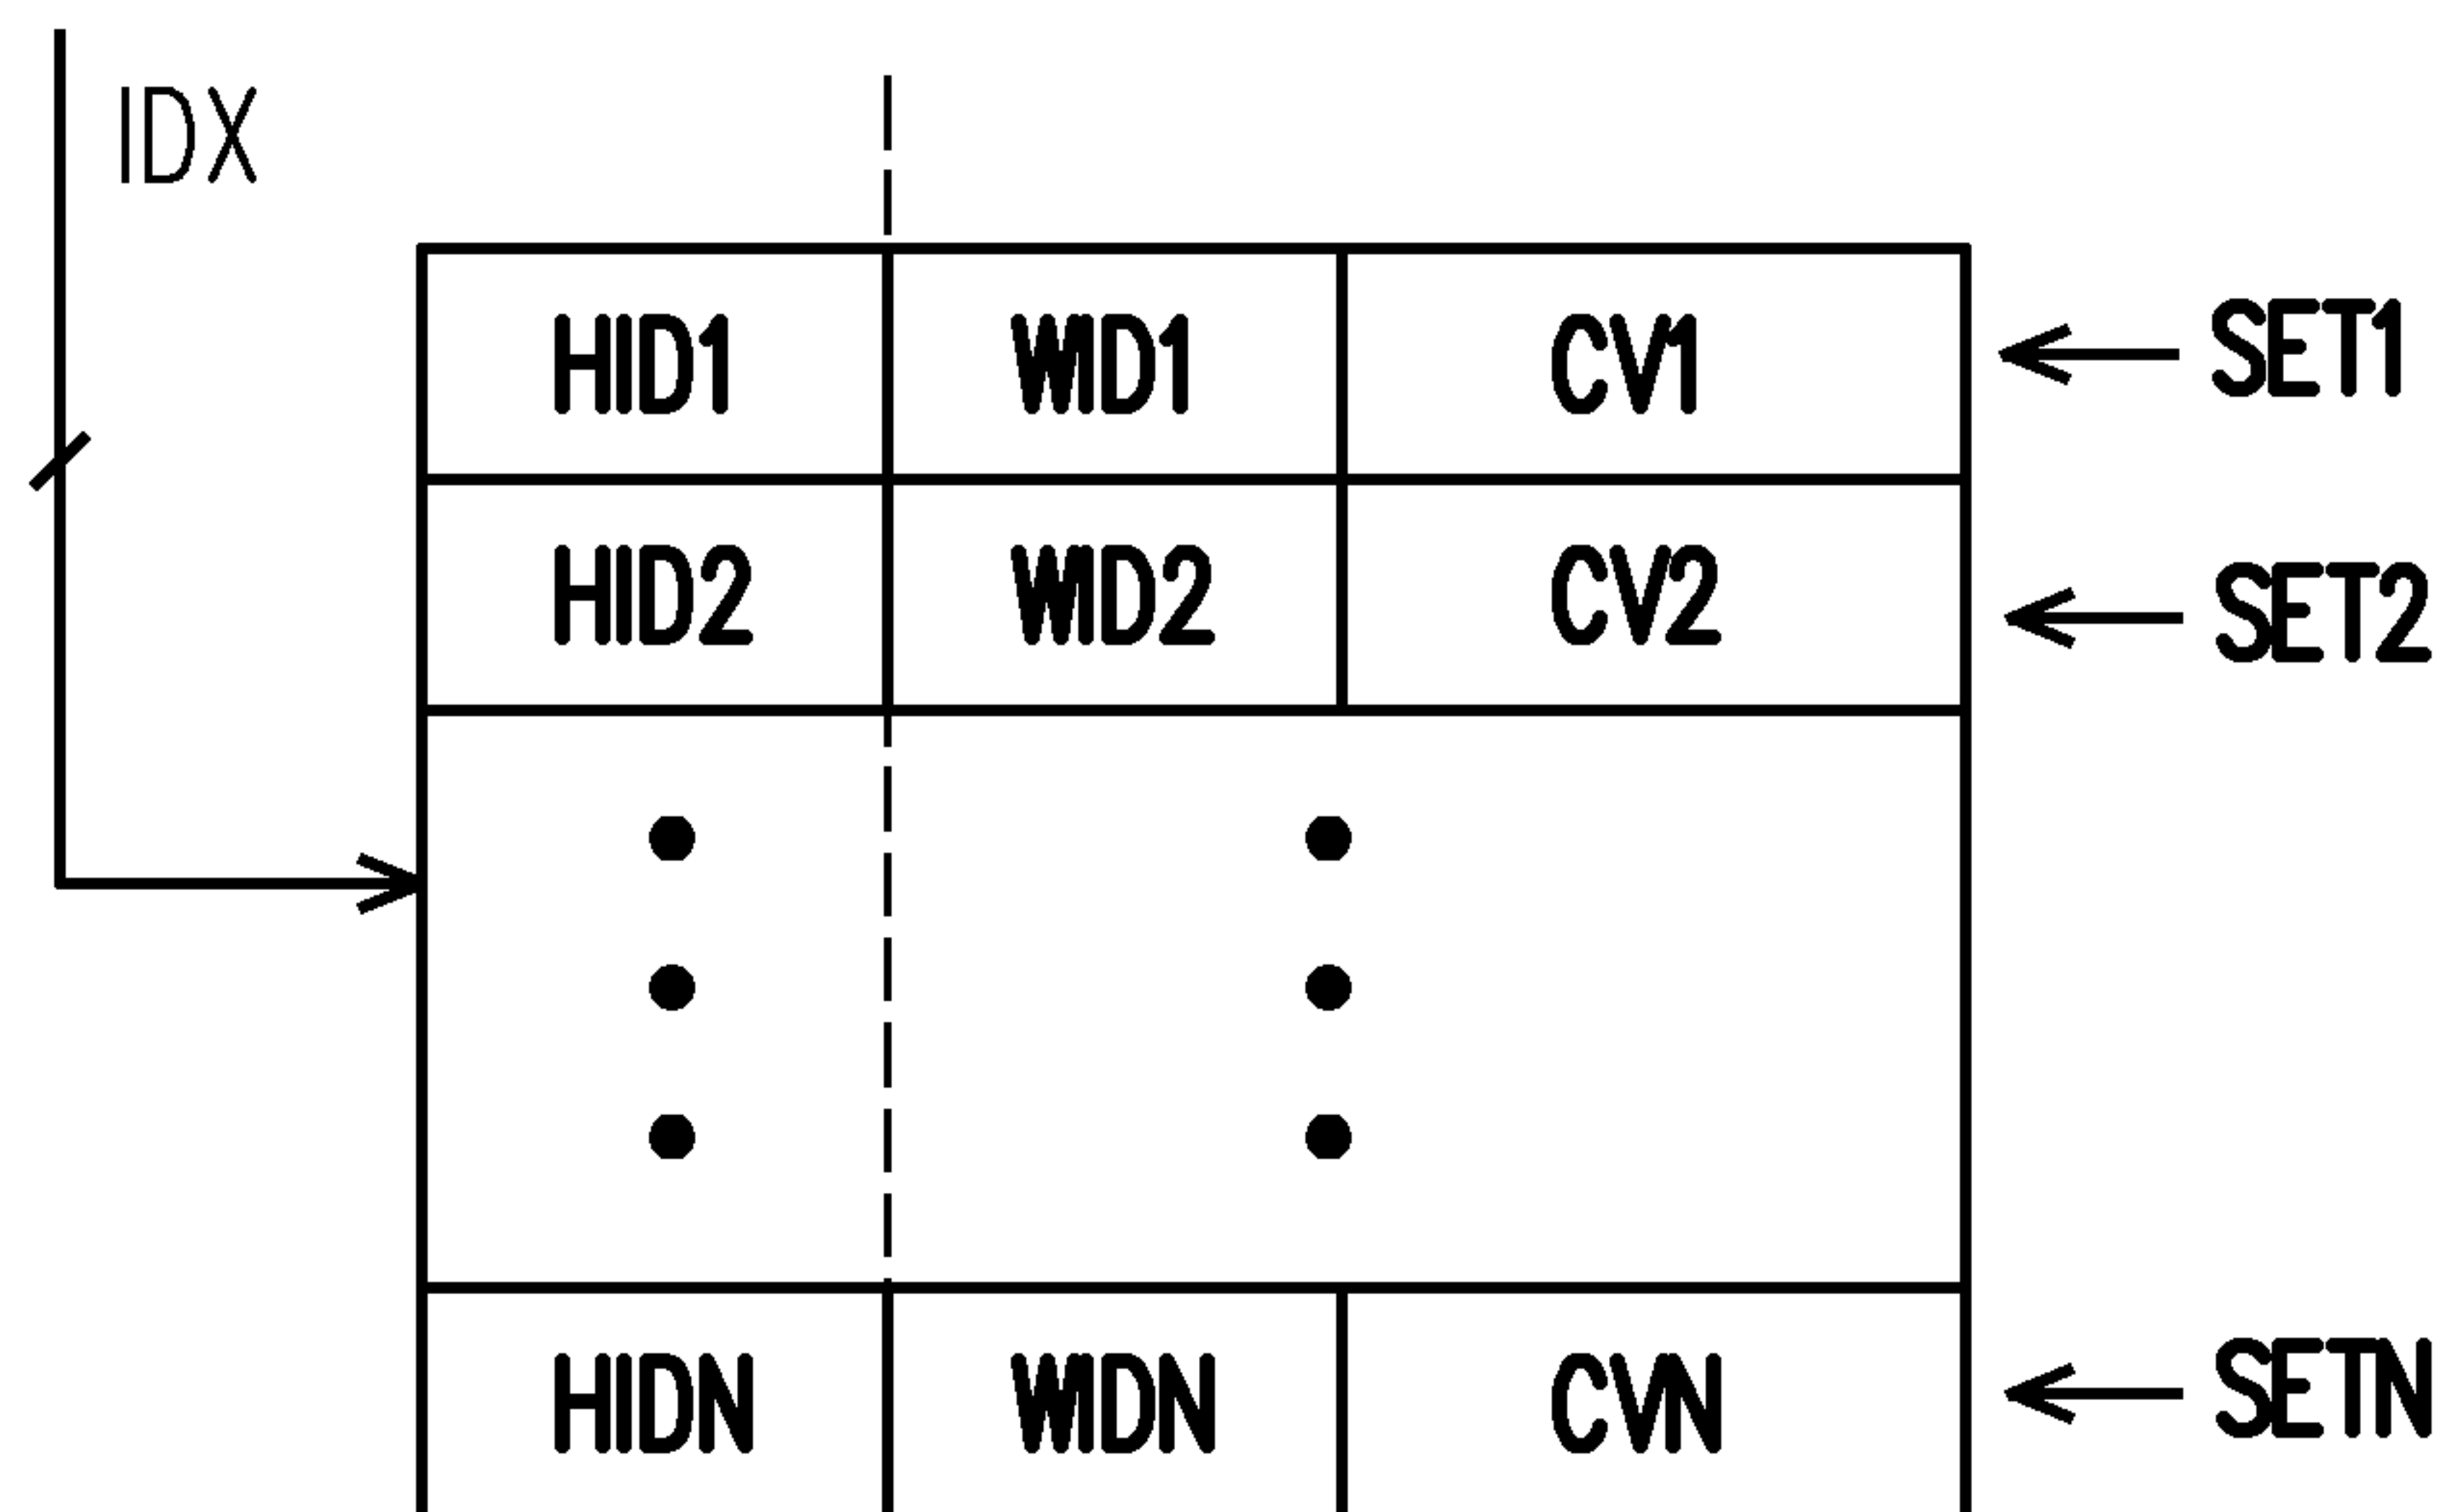 IDX
HID1 WID1 CV1 SET1
HID2 WID2 CV2 SET2
HIDN WIDN CVN SETN